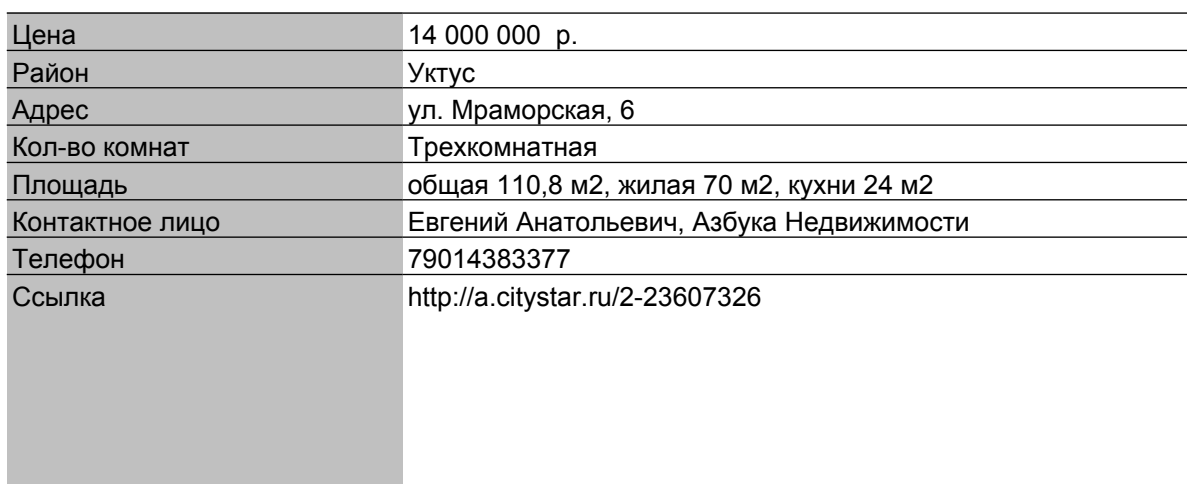 Цена 14 000 000 р.
Район Уктус
Адрес ул. Мраморская, 6
Кол-во комнат Трехкомнатная
Площадь общая 110,8 м2, жилая 70 м2, кухни 24 м2
Контактное лицо Евгений Анатольевич, Азбука Недвижимости
Телефон 79014383377
Ссылка http://a.citystar.ru/2-23607326